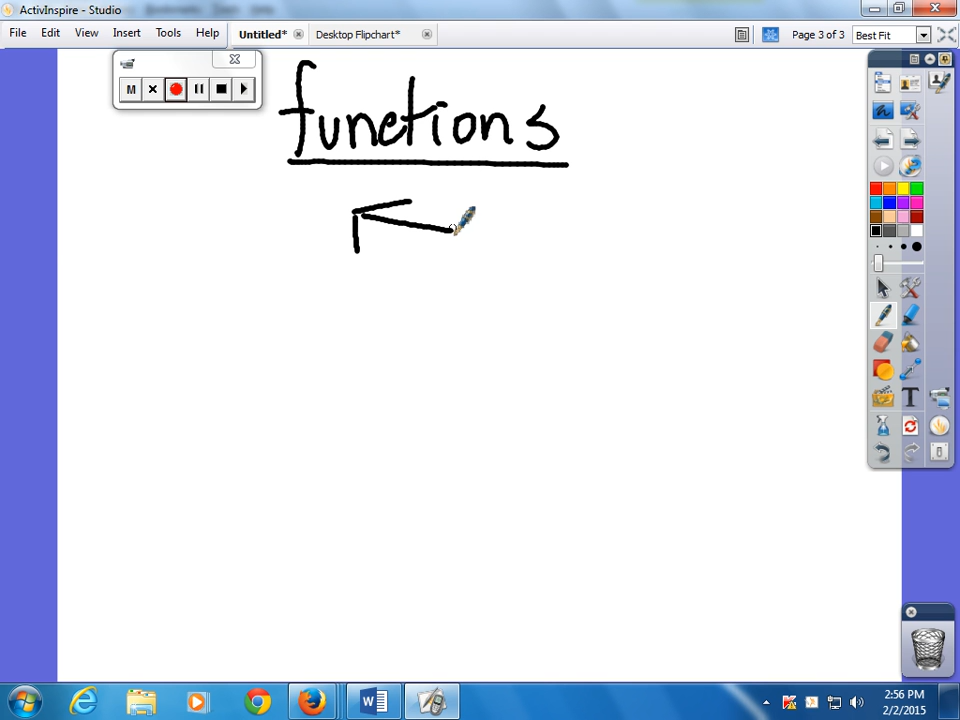 ActivInspire - Studio
File Edit View Insert Tools Help Untitled* Desktop Flipchart* Page 3 of 3 Best Fit
M
functions
T
W
2:56 PM
2/2/2015